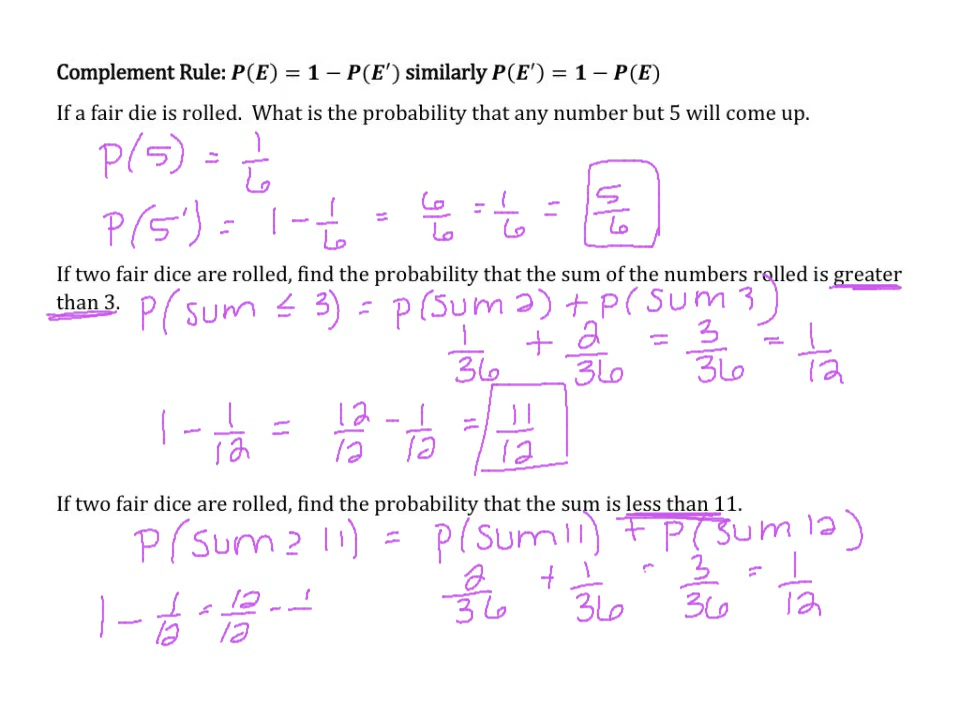 Complement Rule: P(E) = 1 − P(E′) similarly P(E′) = 1 − P(E)
If a fair die is rolled. What is the probability that any number but 5 will come up.
P(5) = 1/6
P(5') = 1 - 1/6 = 6/6 = 1/6 = 5/6
If two fair dice are rolled, find the probability that the sum of the numbers rolled is greater
than 3. P(sum ≤ 3) = P(sum 2) + P(sum 3)
1/36 + 2/36 = 3/36 = 1/12
1 - 1/12 = 12/12 - 1/12 = 11/12
If two fair dice are rolled, find the probability that the sum is less than 11.
P(sum ≥ 11) = P(sum 11) + P(sum 12)
2/36 + 1/36 = 3/36 = 1/12
1 - 1/12 = 12/12 - 1